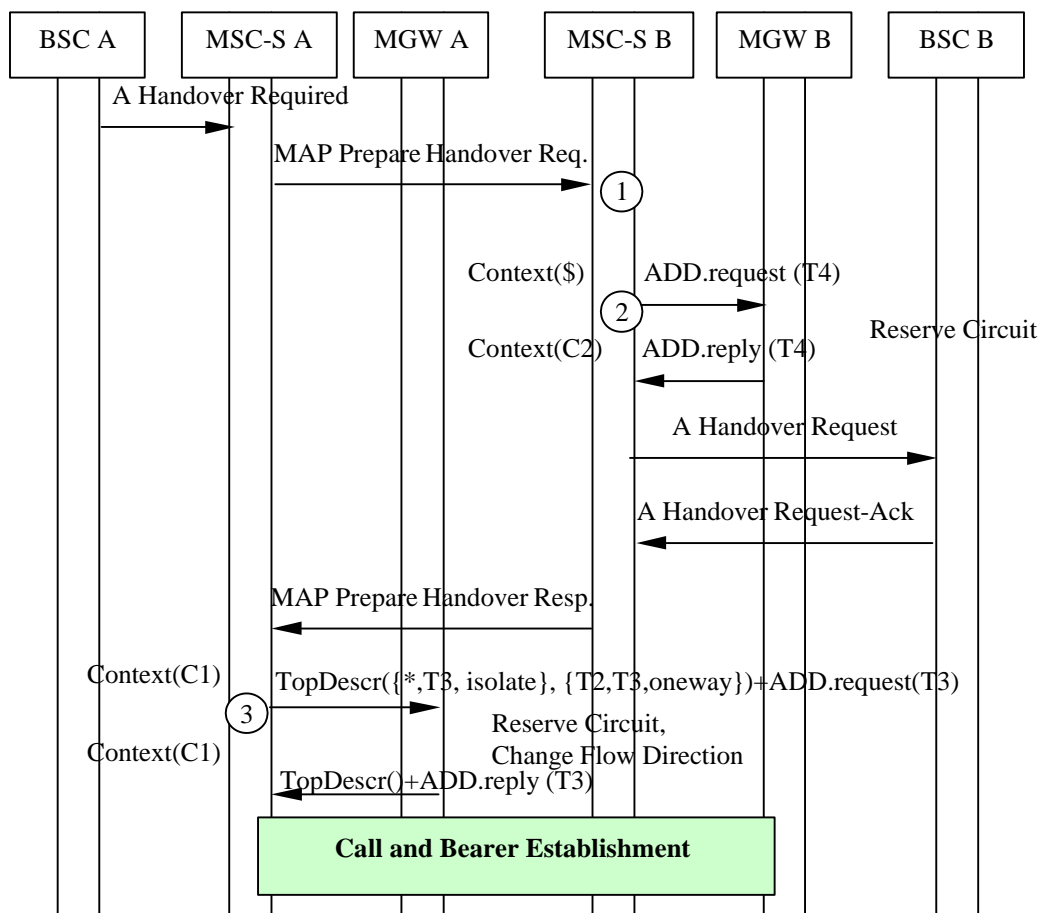 BSC A
MSC-S A
MGW A
MSC-S B
MGW B
BSC B
A Handover Required
MAP Prepare Handover Req.
1
Context($)
ADD.request (T4)
2
Reserve Circuit
Context(C2)
ADD.reply (T4)
A Handover Request
A Handover Request-Ack
MAP Prepare Handover Resp.
Context(C1)
TopDescr({*,T3, isolate}, {T2,T3,oneway})+ADD.request(T3)
3
Reserve Circuit,
Change Flow Direction
Context(C1)
TopDescr()+ADD.reply (T3)
Call and Bearer Establishment